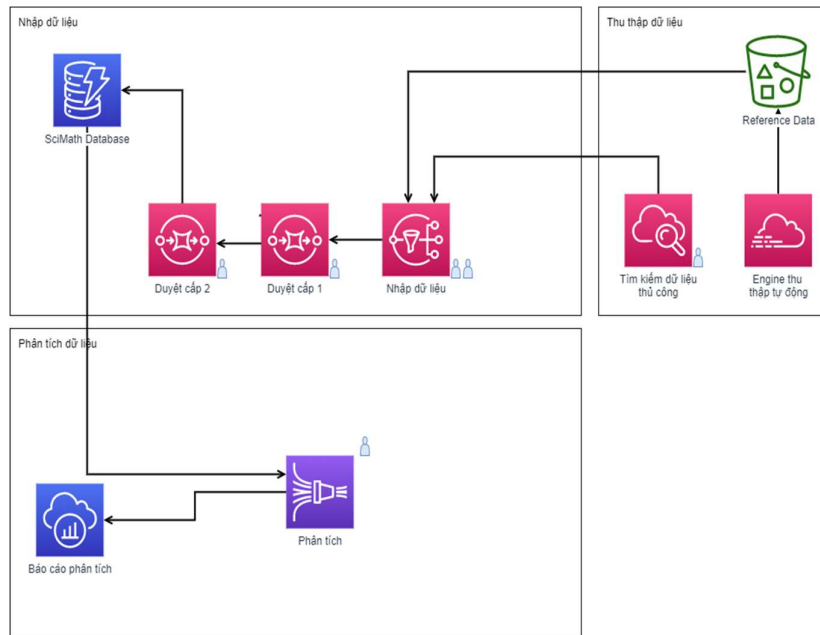 Nhập dữ liệu
Thu thập dữ liệu
SciMath Database
Reference Data
Duyệt cấp 2
Duyệt cấp 1
Nhập dữ liệu
Tìm kiếm dữ liệu
thủ công
Engine thu
thập tự động
Phân tích dữ liệu
Phân tích
Báo cáo phân tích